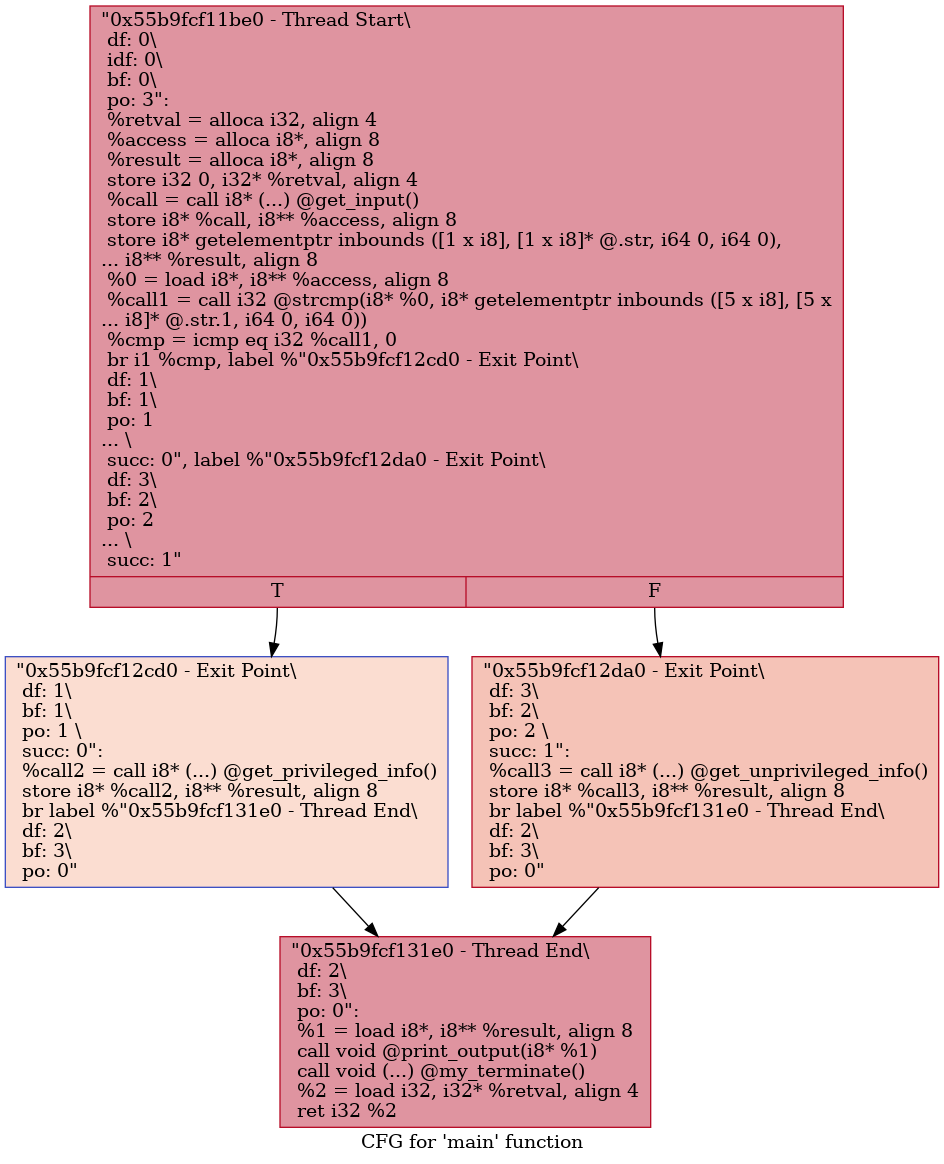 "0x55b9fcf11be0 - Thread Start\
df: 0\
idf: 0\
bf: 0\
po: 3":
%retval = alloca i32, align 4
%access = alloca i8*, align 8
%result = alloca i8*, align 8
store i32 0, i32* %retval, align 4
%call = call i8* (...) @get_input()
store i8* %call, i8** %access, align 8
store i8* getelementptr inbounds ([1 x i8], [1 x i8]* @.str, i64 0, i64 0),
... i8** %result, align 8
%0 = load i8*, i8** %access, align 8
%call1 = call i32 @strcmp(i8* %0, i8* getelementptr inbounds ([5 x i8], [5 x
... i8]* @.str.1, i64 0, i64 0))
%cmp = icmp eq i32 %call1, 0
br i1 %cmp, label %"0x55b9fcf12cd0 - Exit Point\
df: 1\
bf: 1\
po: 1
... \
succ: 0", label %"0x55b9fcf12da0 - Exit Point\
df: 3\
bf: 2\
po: 2
... \
succ: 1"
T
F
"0x55b9fcf12cd0 - Exit Point\
df: 1\
bf: 1\
po: 1 \
succ: 0":
%call2 = call i8* (...) @get_privileged_info()
store i8* %call2, i8** %result, align 8
br label %"0x55b9fcf131e0 - Thread End\
df: 2\
bf: 3\
po: 0"
"0x55b9fcf12da0 - Exit Point\
df: 3\
bf: 2\
po: 2 \
succ: 1":
%call3 = call i8* (...) @get_unprivileged_info()
store i8* %call3, i8** %result, align 8
br label %"0x55b9fcf131e0 - Thread End\
df: 2\
bf: 3\
po: 0"
"0x55b9fcf131e0 - Thread End\
df: 2\
bf: 3\
po: 0":
%1 = load i8*, i8** %result, align 8
call void @print_output(i8* %1)
call void (...) @my_terminate()
%2 = load i32, i32* %retval, align 4
ret i32 %2
CFG for 'main' function